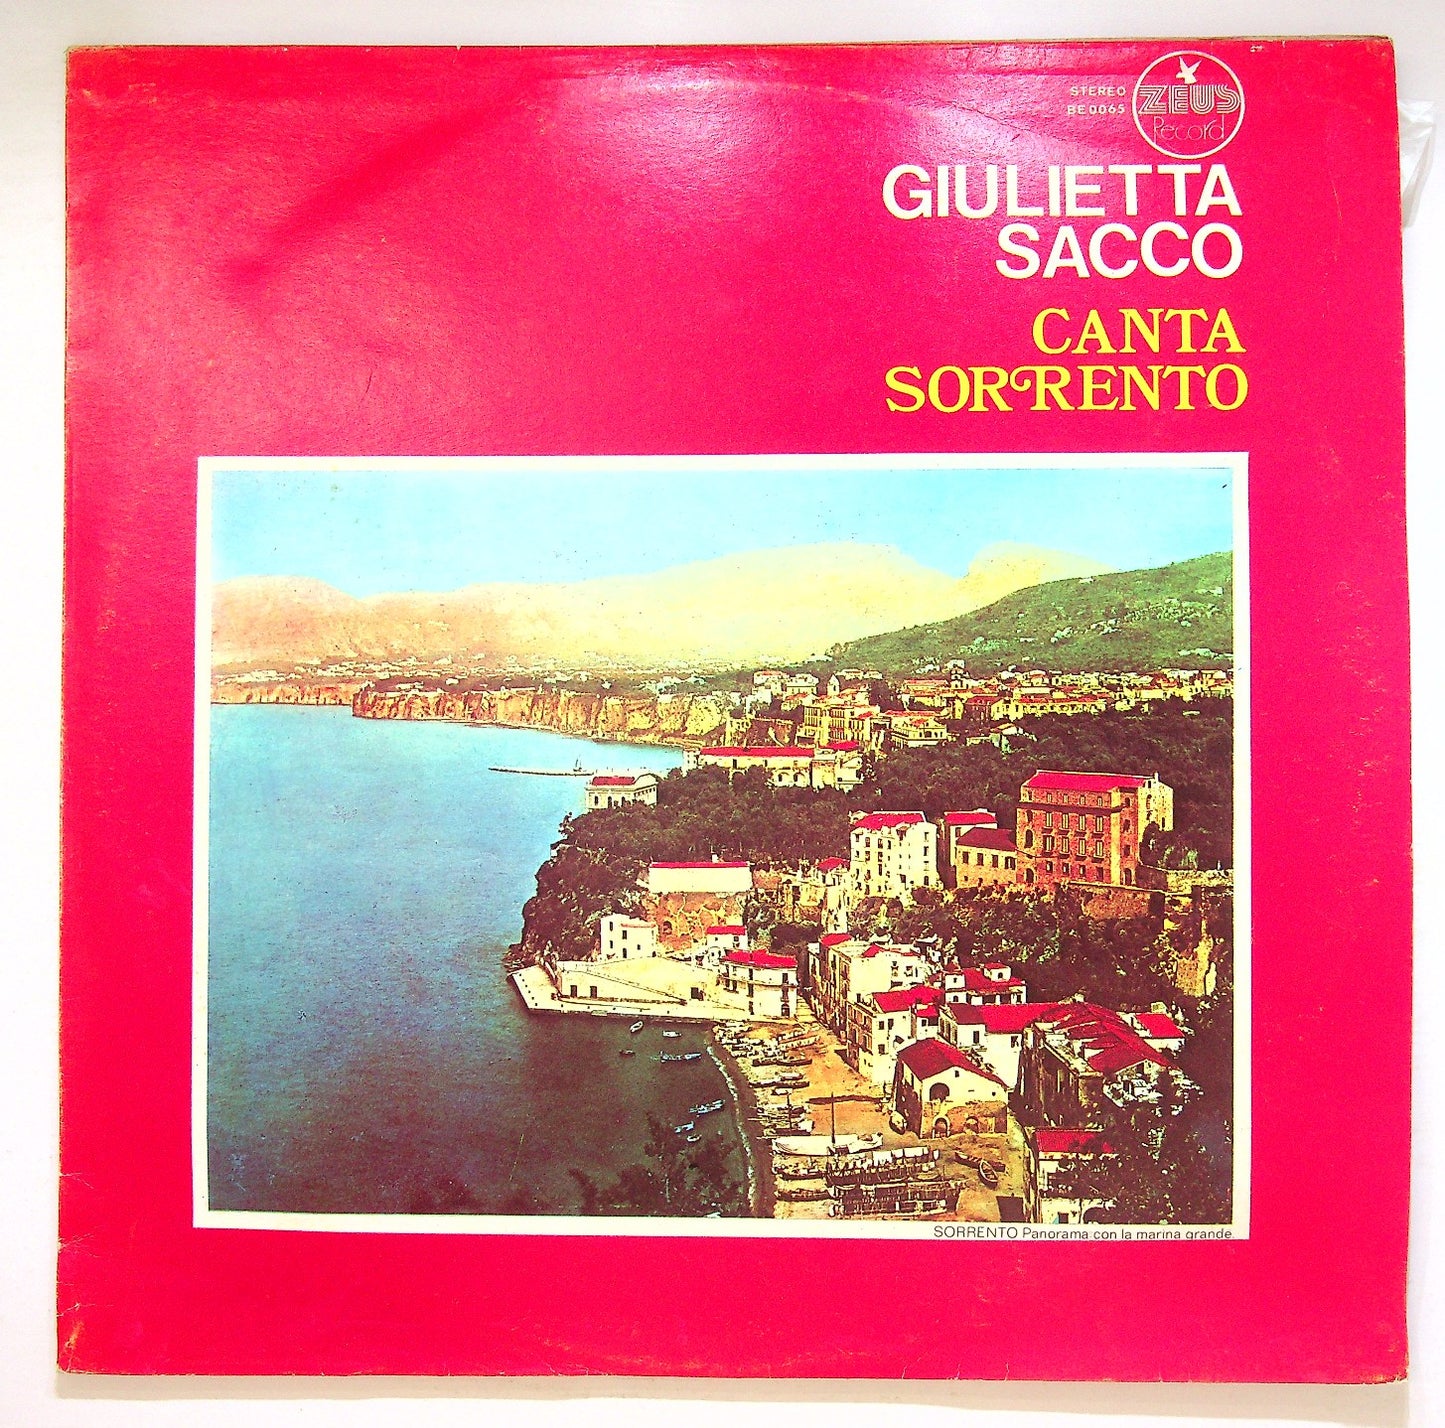 STEREO
BE 0065
ZEUS
Record
GIULIETTA
SACCO
CANTA
SORRENTO
SORRENTO Panorama con la marina grande.